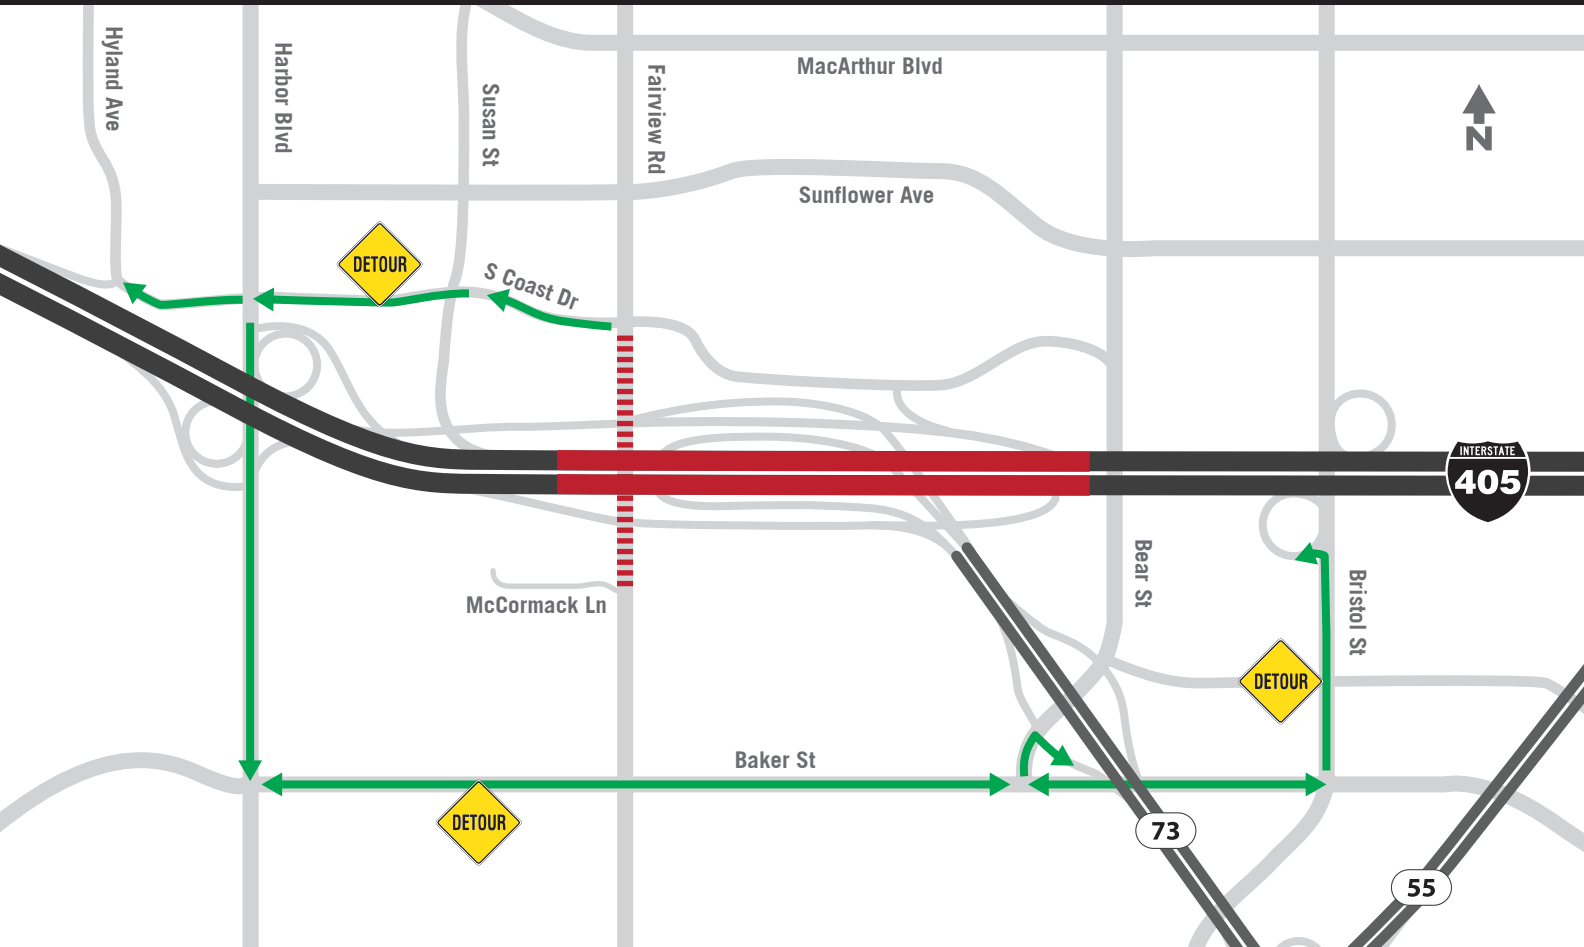 Hyland Ave
Harbor Blvd
Susan St
Fairview Rd
MacArthur Blvd
N
Sunflower Ave
DETOUR
S Coast Dr
INTERSTATE
405
Bear St
Bristol St
McCormack Ln
DETOUR
Baker St
DETOUR
73
55